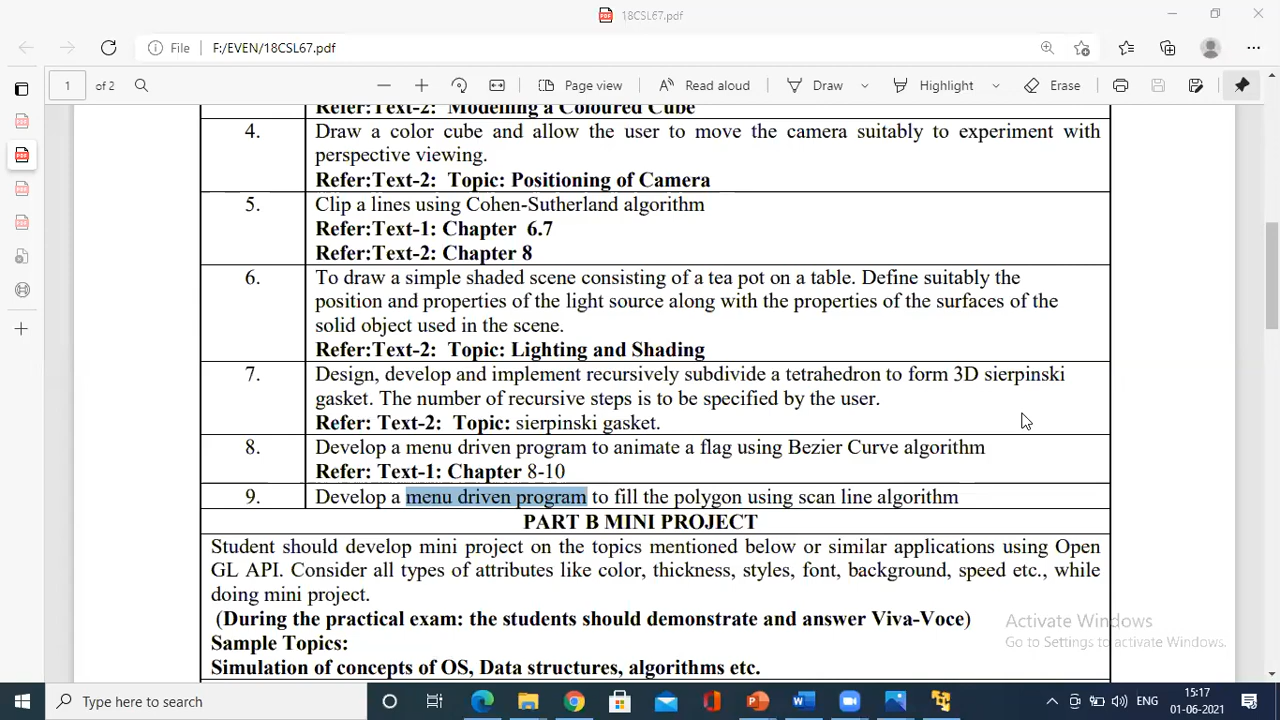 18CSL67.pdf
File F:/EVEN/18CSL67.pdf
1 of 2 Page view Read aloud Draw Highlight Erase
Refer:Text-2: Modelling a Coloured Cube
4. Draw a color cube and allow the user to move the camera suitably to experiment with
perspective viewing.
Refer:Text-2: Topic: Positioning of Camera
5. Clip a lines using Cohen-Sutherland algorithm
Refer:Text-1: Chapter 6.7
Refer:Text-2: Chapter 8
6. To draw a simple shaded scene consisting of a tea pot on a table. Define suitably the
position and properties of the light source along with the properties of the surfaces of the
solid object used in the scene.
Refer:Text-2: Topic: Lighting and Shading
7. Design, develop and implement recursively subdivide a tetrahedron to form 3D sierpinski
gasket. The number of recursive steps is to be specified by the user.
Refer: Text-2: Topic: sierpinski gasket.
8. Develop a menu driven program to animate a flag using Bezier Curve algorithm
Refer: Text-1: Chapter 8-10
9. Develop a menu driven program to fill the polygon using scan line algorithm
PART B MINI PROJECT
Student should develop mini project on the topics mentioned below or similar applications using Open
GL API. Consider all types of attributes like color, thickness, styles, font, background, speed etc., while
doing mini project.
(During the practical exam: the students should demonstrate and answer Viva-Voce)
Sample Topics:
Simulation of concepts of OS, Data structures, algorithms etc.
Activate Windows
Go to Settings to activate Windows.
Type here to search
ENG
15:17
01-06-2021